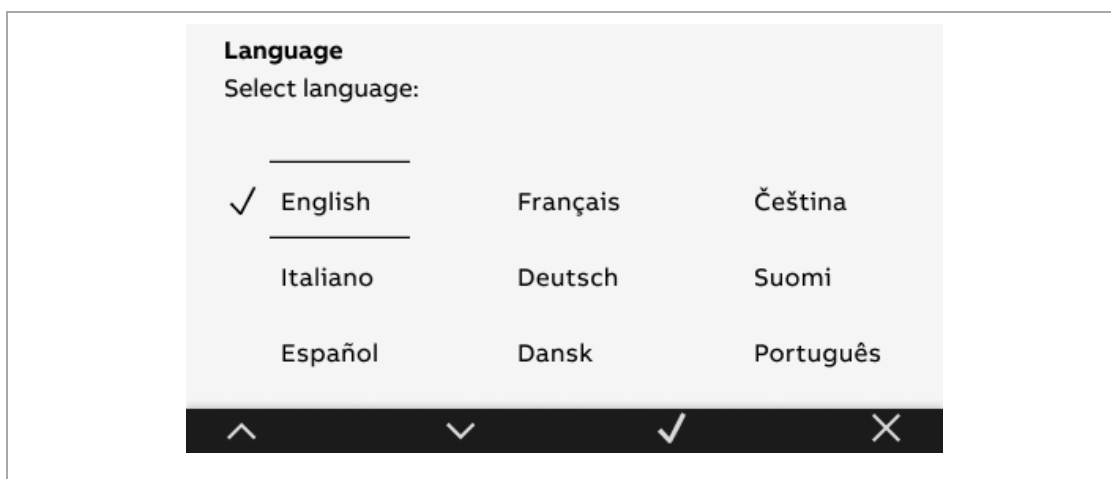 Language
Select language:
English Français Čeština
Italiano Deutsch Suomi
Español Dansk Português